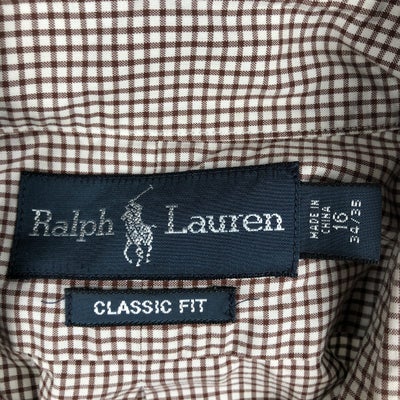 Ralph Lauren
MADE IN
CHINA
16
34/35
CLASSIC FIT